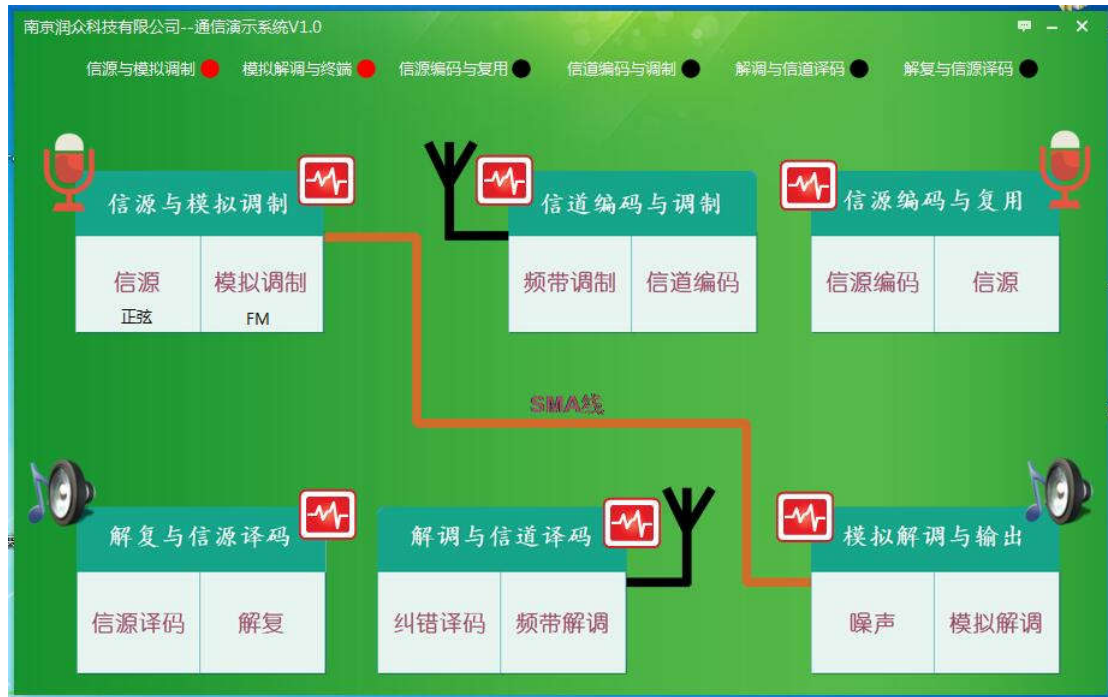 南京润众科技有限公司--通信演示系统V1.0
信源与模拟调制 模拟解调与终端 信源编码与复用 信道编码与调制 解调与信道译码 解复与信源译码
信源与模拟调制 信道编码与调制 信源编码与复用
信源 模拟调制 频带调制 信道编码 信源编码 信源
正弦 FM
SMA线
解复与信源译码 解调与信道译码 模拟解调与输出
信源译码 解复 纠错译码 频带解调 噪声 模拟解调